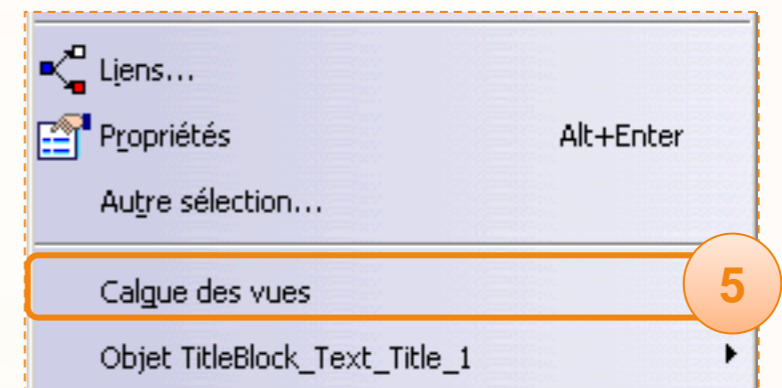 Liens...
Propriétés Alt+Enter
Autre sélection...
Calque des vues 5
Objet TitleBlock_Text_Title_1